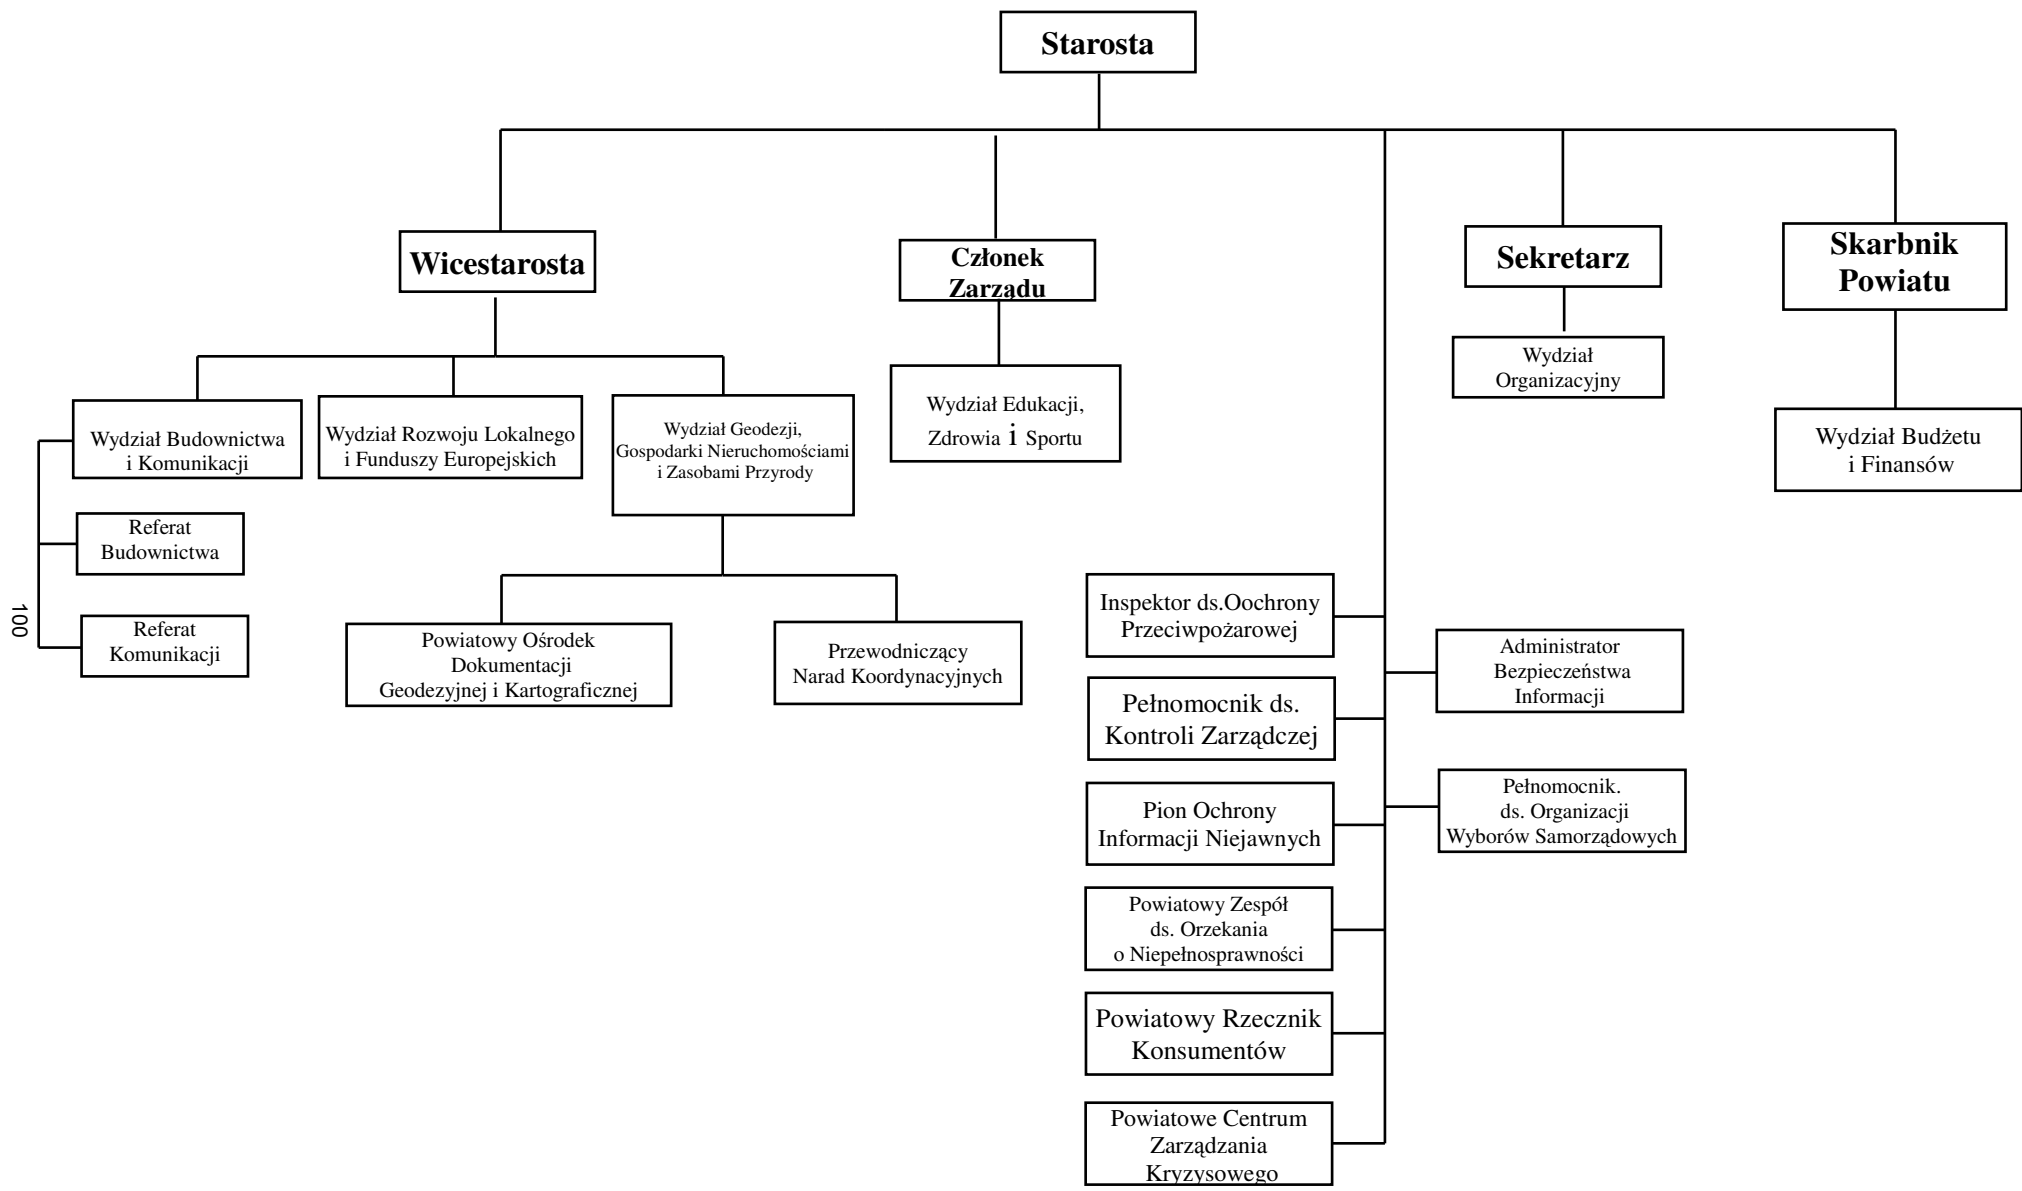 Starosta
Wicestarosta
Członek
Zarządu
Sekretarz
Skarbnik
Powiatu
Wydział
Organizacyjny
Wydział Budownictwa
i Komunikacji
Wydział Rozwoju Lokalnego
i Funduszy Europejskich
Wydział Geodezji,
Gospodarki Nieruchomościami
i Zasobami Przyrody
Wydział Edukacji,
Zdrowia i Sportu
Wydział Budżetu
i Finansów
Referat
Budownictwa
Referat
Komunikacji
100
Powiatowy Ośrodek
Dokumentacji
Geodezyjnej i Kartograficznej
Przewodniczący
Narad Koordynacyjnych
Inspektor ds.Oochrony
Przeciwpożarowej
Administrator
Bezpieczeństwa
Informacji
Pełnomocnik ds.
Kontroli Zarządczej
Pełnomocnik.
ds. Organizacji
Wyborów Samorządowych
Pion Ochrony
Informacji Niejawnych
Powiatowy Zespół
ds. Orzekania
o Niepełnosprawności
Powiatowy Rzecznik
Konsumentów
Powiatowe Centrum
Zarządzania
Kryzysowego